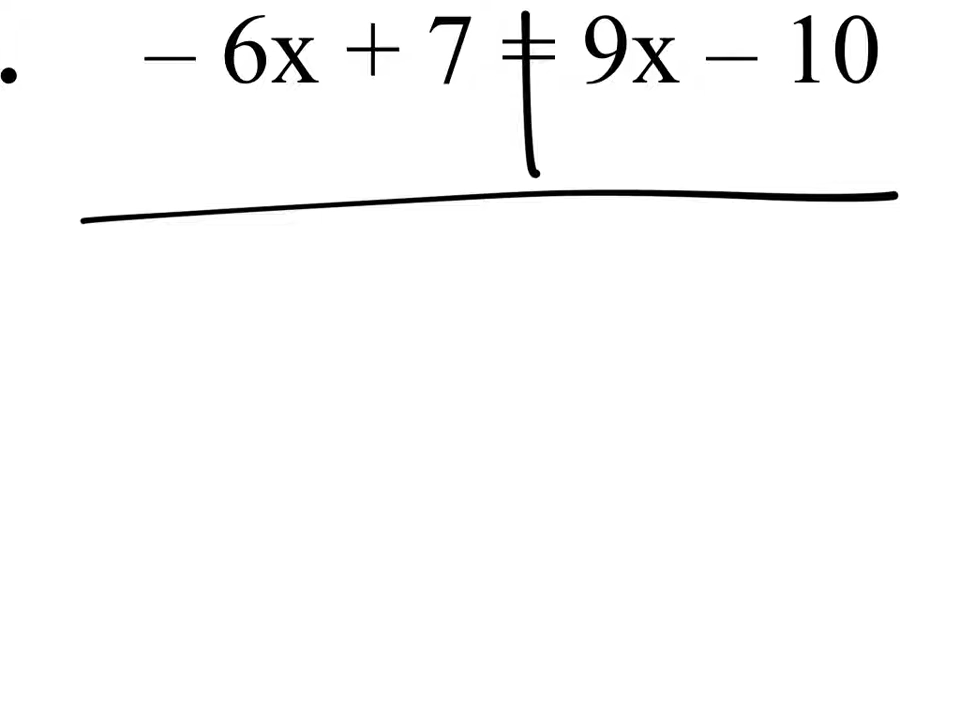 . – 6x + 7 = 9x – 10